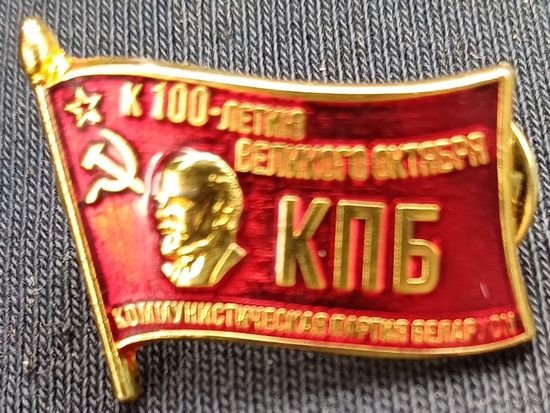 К 100-ЛЕТИЮ
ВЕЛИКОГО ОКТЯБРЯ
КПБ
КОММУНИСТИЧЕСКАЯ ПАРТИЯ БЕЛАРУСИ